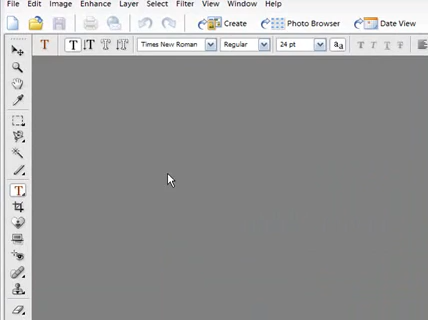 File Edit Image Enhance Layer Select Filter View Window Help
Create Photo Browser Date View
T T T T T Times New Roman Regular 24 pt aa T T T T
T